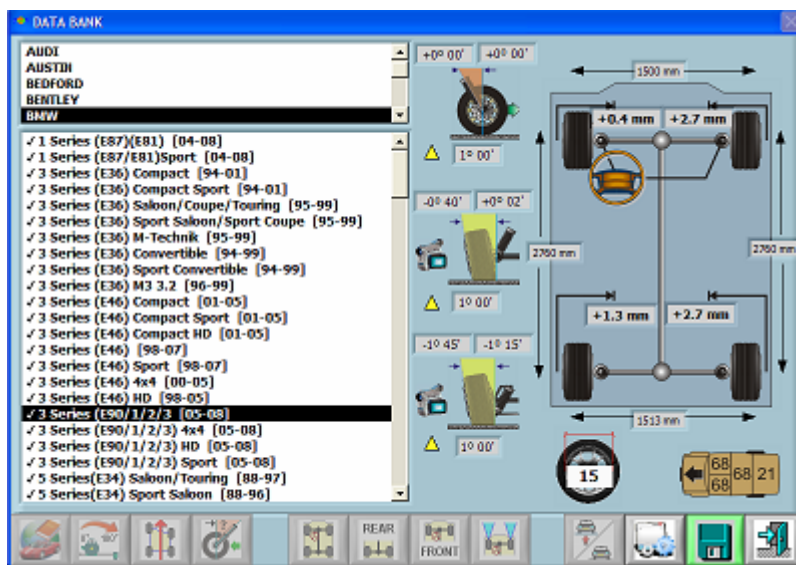 DATA BANK
AUDI
AUSTIN
BEDFORD
BENTLEY
BMW
✓1 Series (E87)(E81) [04-08]
✓1 Series (E87/E81)Sport [04-08]
✓3 Series (E36) Compact [94-01]
✓3 Series (E36) Compact Sport [94-01]
✓3 Series (E36) Saloon/Coupe/Touring [95-99]
✓3 Series (E36) Sport Saloon/Sport Coupe [95-99]
✓3 Series (E36) M-Technik [95-99]
✓3 Series (E36) Convertible [94-99]
✓3 Series (E36) Sport Convertible [94-99]
✓3 Series (E36) M3 3.2 [96-99]
✓3 Series (E46) Compact [01-05]
✓3 Series (E46) Compact Sport [01-05]
✓3 Series (E46) Compact HD [01-05]
✓3 Series (E46) [98-07]
✓3 Series (E46) Sport [98-07]
✓3 Series (E46) 4x4 [00-05]
✓3 Series (E46) HD [98-05]
✓3 Series (E90/1/2/3 [05-08]
✓3 Series (E90/1/2/3) 4x4 [05-08]
✓3 Series (E90/1/2/3) HD [05-08]
✓3 Series (E90/1/2/3) Sport [05-08]
✓5 Series(E34) Saloon/Touring [88-97]
✓5 Series(E34) Sport Saloon [88-96]
+0º 00' +0º 00'
1º 00'
-0º 40' +0º 02'
1º 00'
-1º 45' -1º 15'
1º 00'
1500 mm
+0.4 mm +2.7 mm
2760 mm 2760 mm
+1.3 mm +2.7 mm
1513 mm
15
68 68 21
68
REAR
FRONT